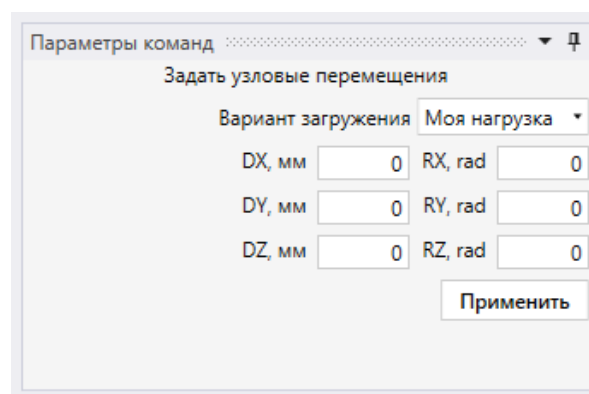 Параметры команд
Задать узловые перемещения
Вариант загружения Моя нагрузка
DX, мм 0 RX, rad 0
DY, мм 0 RY, rad 0
DZ, мм 0 RZ, rad 0
Применить